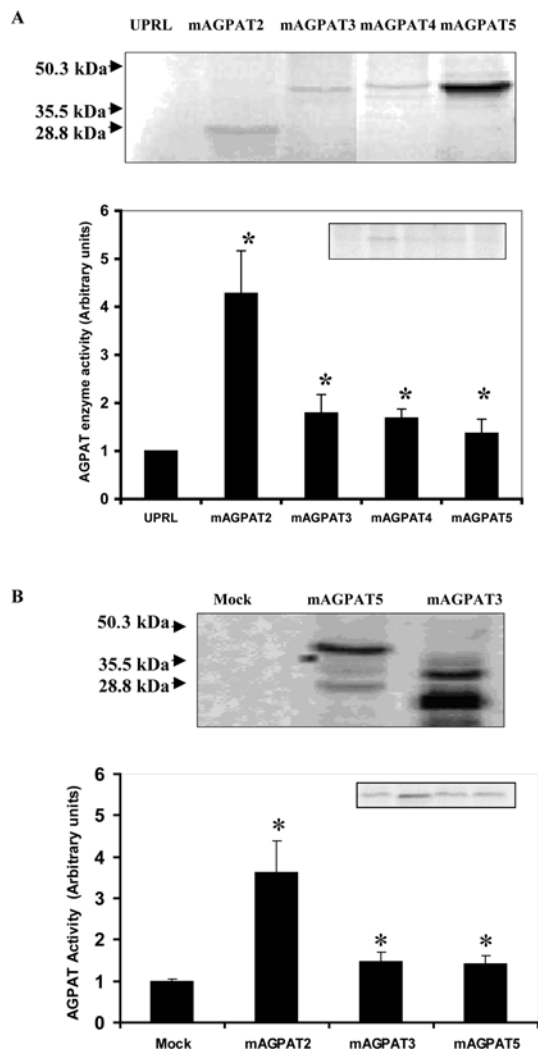 A
UPRL mAGPAT2 mAGPAT3 mAGPAT4 mAGPAT5
50.3 kDa
35.5 kDa
28.8 kDa
AGPAT enzyme activity (Arbitrary units)
6
5
4
3
2
1
0
* * * *
UPRL mAGPAT2 mAGPAT3 mAGPAT4 mAGPAT5
B
Mock mAGPAT5 mAGPAT3
50.3 kDa
35.5 kDa
28.8 kDa
AGPAT Activity (Arbitrary units)
6
5
4
3
2
1
0
* * *
Mock mAGPAT2 mAGPAT3 mAGPAT5